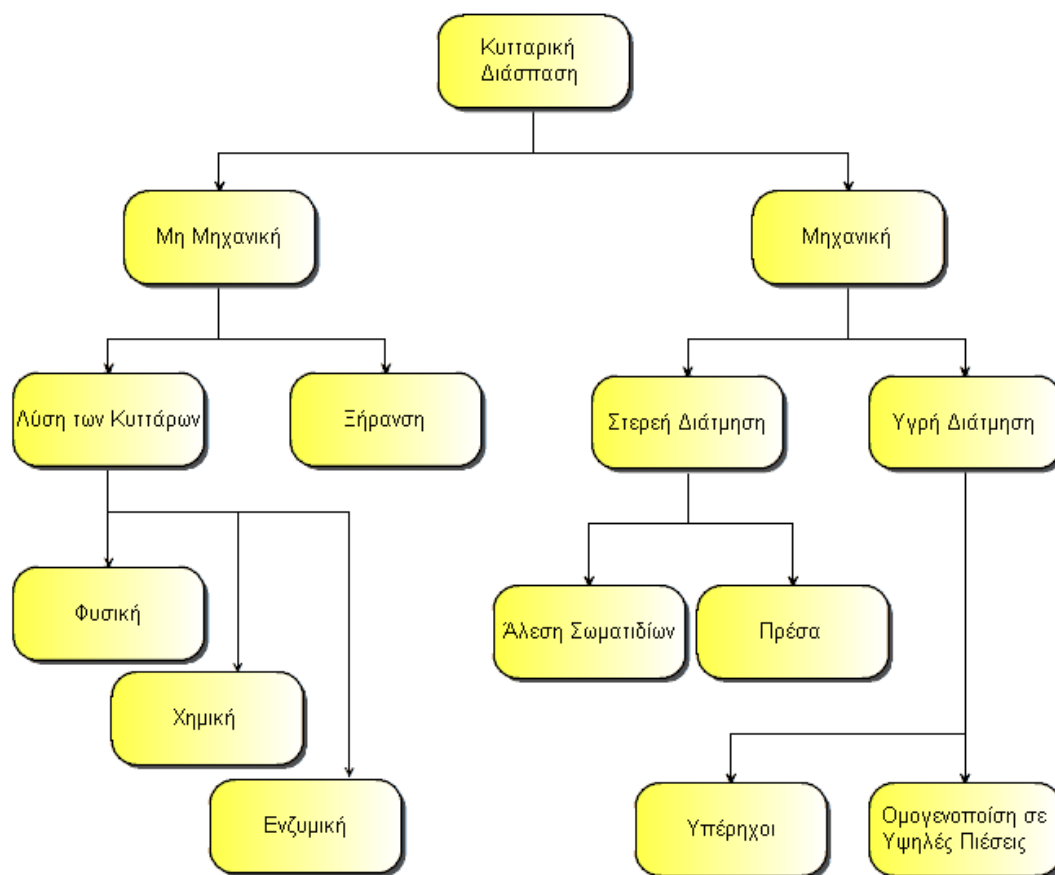 Κυτταρική
Διάσπαση
Μη Μηχανική
Μηχανική
Λύση των Κυττάρων
Ξήρανση
Στερεή Διάτμηση
Υγρή Διάτμηση
Φυσική
Άλεση Σωματιδίων
Πρέσα
Χημική
Ενζυμική
Υπέρηχοι
Ομογενοποίση σε
Υψηλές Πιέσεις